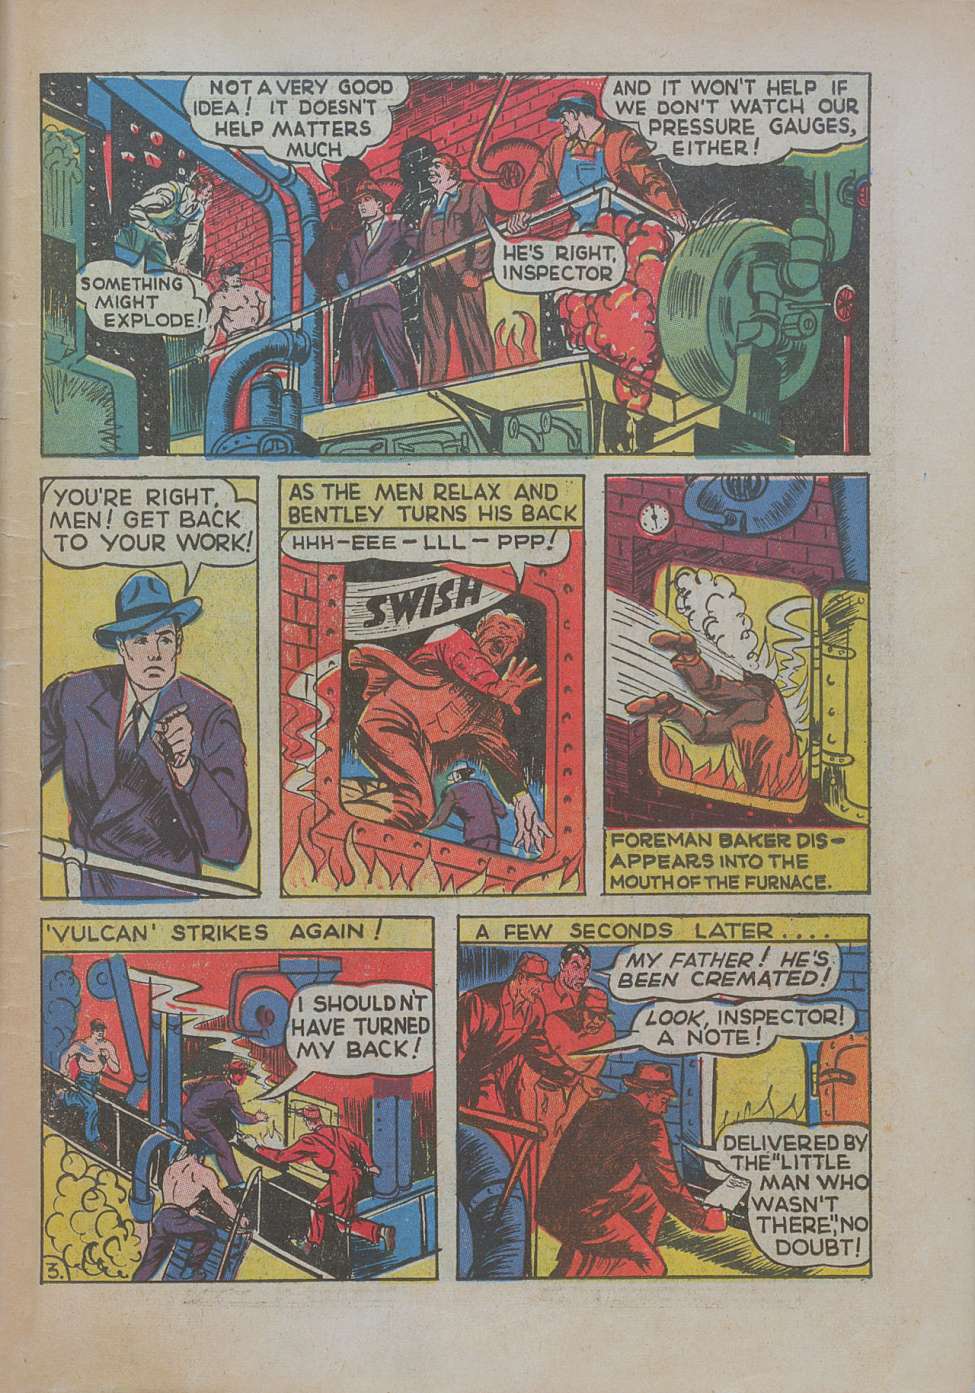 NOT A VERY GOOD
IDEA! IT DOESN'T
HELP MATTERS
MUCH
AND IT WON'T HELP IF
WE DON'T WATCH OUR
PRESSURE GAUGES,
EITHER!
SOMETHING
MIGHT
EXPLODE!
HE'S RIGHT,
INSPECTOR
YOU'RE RIGHT,
MEN! GET BACK
TO YOUR WORK!
AS THE MEN RELAX AND
BENTLEY TURNS HIS BACK
HHH-EEE-LLL-PPP!
SWISH
FOREMAN BAKER DIS-
APPEARS INTO THE
MOUTH OF THE FURNACE.
'VULCAN' STRIKES AGAIN!
I SHOULDN'T
HAVE TURNED
MY BACK!
3.
A FEW SECONDS LATER....
MY FATHER! HE'S
BEEN CREMATED!
LOOK, INSPECTOR!
A NOTE!
DELIVERED BY
THE "LITTLE
MAN WHO
WASN'T
THERE", NO
DOUBT!